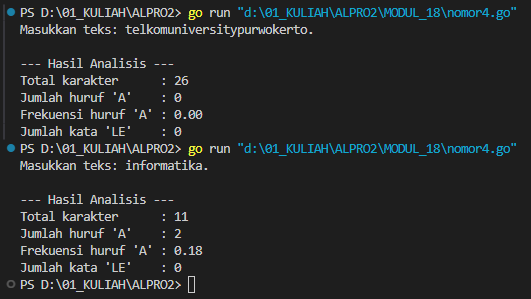 PS D:\01_KULIAH\ALPRO2> go run "d:\01_KULIAH\ALPRO2\MODUL_18\nomor4.go"
Masukkan teks: telkomuniversitypurwokerto.
--- Hasil Analisis ---
Total karakter : 26
Jumlah huruf 'A' : 0
Frekuensi huruf 'A' : 0.00
Jumlah kata 'LE' : 0
PS D:\01_KULIAH\ALPRO2> go run "d:\01_KULIAH\ALPRO2\MODUL_18\nomor4.go"
Masukkan teks: informatika.
--- Hasil Analisis ---
Total karakter : 11
Jumlah huruf 'A' : 2
Frekuensi huruf 'A' : 0.18
Jumlah kata 'LE' : 0
PS D:\01_KULIAH\ALPRO2>